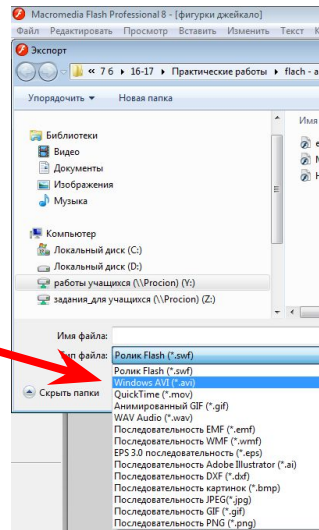 Macromedia Flash Professional 8 - [фигурки джейкало]
Файл Редактировать Просмотр Вставить Изменить Текст
Экспорт
« 7 б ▸ 16-17 ▸ Практические работы ▸ flach - a
Упорядочить ▾ Новая папка
Имя
Библиотеки
Видео
Документы
Изображения
Музыка
Компьютер
Локальный диск (C:)
Локальный диск (D:)
работы учащихся (\\Procion) (Y:)
задания_для учащихся (\\Procion) (Z:)
Имя файла:
Тип файла: Ролик Flash (*.swf)
Ролик Flash (*.swf)
Windows AVI (*.avi)
QuickTime (*.mov)
Анимированный GIF (*.gif)
WAV Audio (*.wav)
Последовательность EMF (*.emf)
Последовательность WMF (*.wmf)
EPS 3.0 последовательность (*.eps)
Последовательность Adobe Illustrator (*.ai)
Последовательность DXF (*.dxf)
Последовательность картинок (*.bmp)
Последовательность JPEG(*.jpg)
Последовательность GIF (*.gif)
Последовательность PNG (*.png)
Скрыть папки